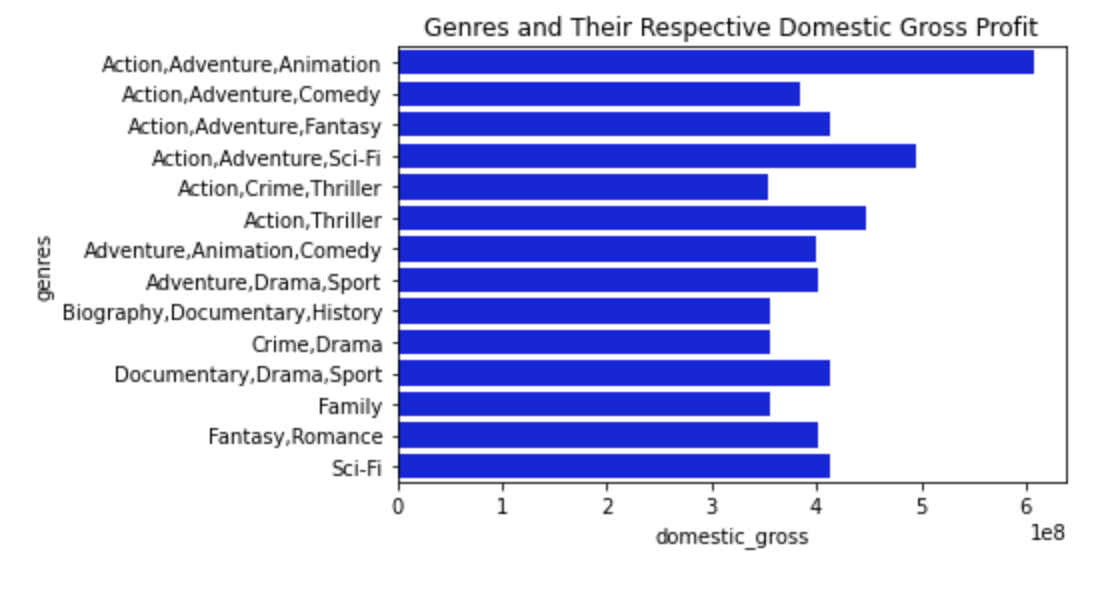 Genres and Their Respective Domestic Gross Profit
Action,Adventure,Animation
Action,Adventure,Comedy
Action,Adventure,Fantasy
Action,Adventure,Sci-Fi
Action,Crime,Thriller
Action,Thriller
Adventure,Animation,Comedy
Adventure,Drama,Sport
Biography,Documentary,History
Crime,Drama
Documentary,Drama,Sport
Family
Fantasy,Romance
Sci-Fi
genres
0 1 2 3 4 5 6
1e8
domestic_gross